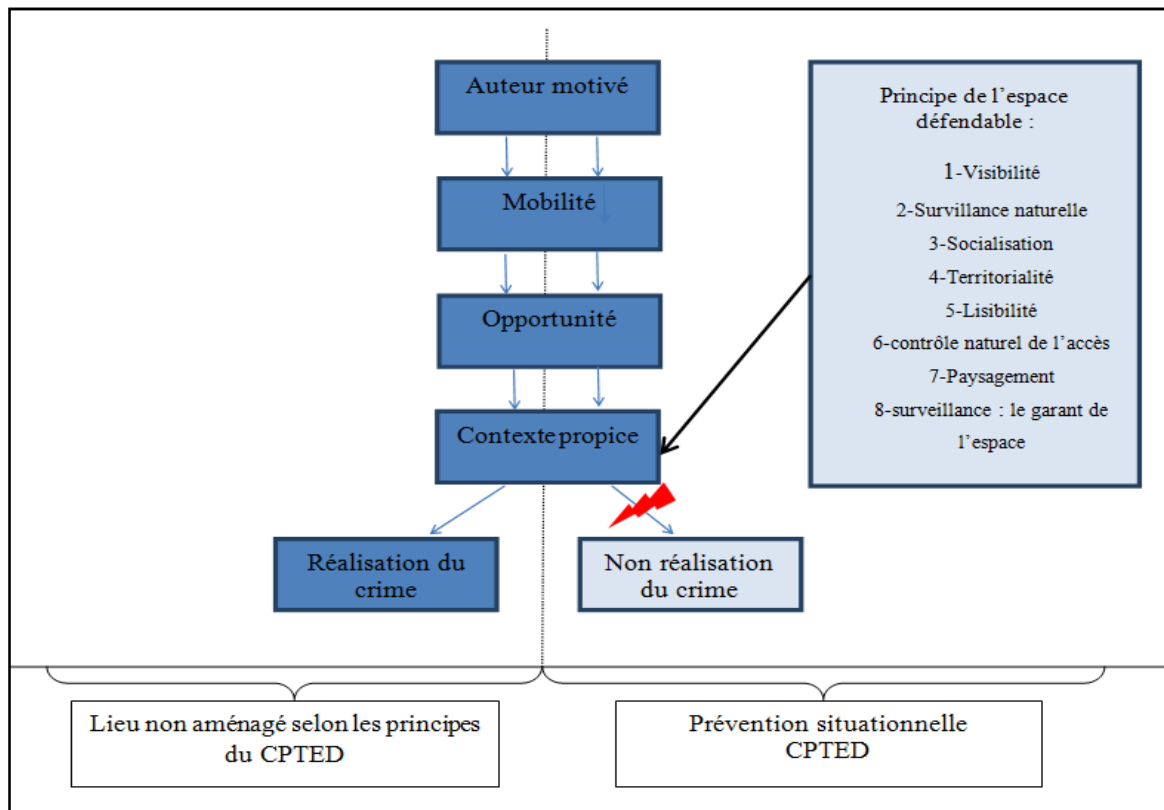 Auteur motivé
Mobilité
Opportunité
Contexte propice
Réalisation du
crime
Non réalisation
du crime
Principe de l'espace
défendable :
1-Visibilité
2-Survillance naturelle
3-Socialisation
4-Territorialité
5-Lisibilité
6-contrôle naturel de l'accès
7-Paysagement
8-surveillance : le garant de
l'espace
Lieu non aménagé selon les principes
du CPTED
Prévention situationnelle
CPTED